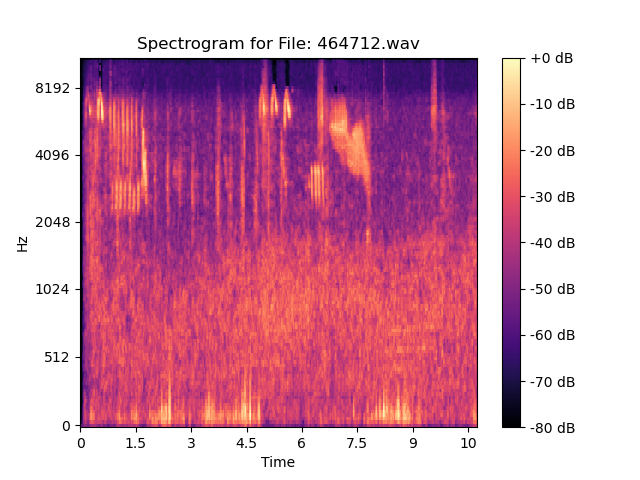 Spectrogram for File: 464712.wav
Hz
8192
4096
2048
1024
512
0
0 1.5 3 4.5 6 7.5 9 10
Time
+0 dB
-10 dB
-20 dB
-30 dB
-40 dB
-50 dB
-60 dB
-70 dB
-80 dB